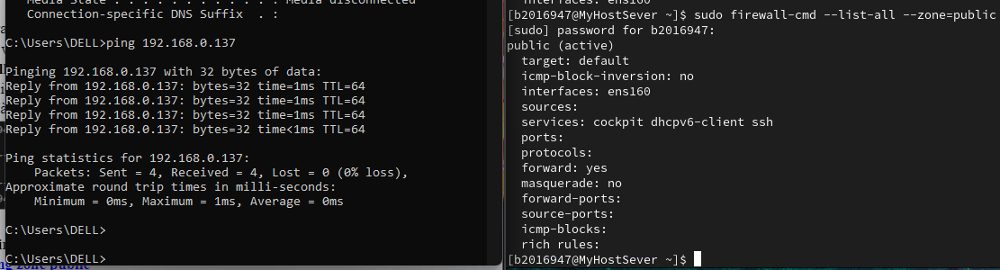 Media State . . . . . . . . . . . : Media disconnected
Connection-specific DNS Suffix  . :
C:\Users\DELL>ping 192.168.0.137
Pinging 192.168.0.137 with 32 bytes of data:
Reply from 192.168.0.137: bytes=32 time=1ms TTL=64
Reply from 192.168.0.137: bytes=32 time=1ms TTL=64
Reply from 192.168.0.137: bytes=32 time=1ms TTL=64
Reply from 192.168.0.137: bytes=32 time<1ms TTL=64
Ping statistics for 192.168.0.137:
Packets: Sent = 4, Received = 4, Lost = 0 (0% loss),
Approximate round trip times in milli-seconds:
Minimum = 0ms, Maximum = 1ms, Average = 0ms
C:\Users\DELL>
C:\Users\DELL>
ng zone public
interfaces: ens160
[b2016947@MyHostSever ~]$ sudo firewall-cmd --list-all --zone=public
[sudo] password for b2016947:
public (active)
target: default
icmp-block-inversion: no
interfaces: ens160
sources:
services: cockpit dhcpv6-client ssh
ports:
protocols:
forward: yes
masquerade: no
forward-ports:
source-ports:
icmp-blocks:
rich rules:
[b2016947@MyHostSever ~]$